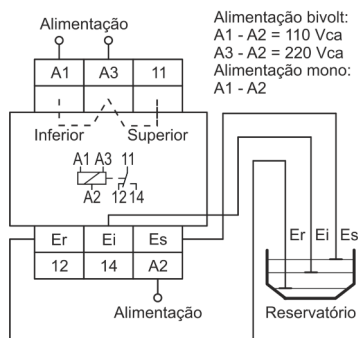 Alimentação
A1 A3 11
Inferior Superior
A1 A3 11
A2 12 14
Er Ei Es
12 14 A2
Alimentação
Alimentação bivolt:
A1 - A2 = 110 Vca
A3 - A2 = 220 Vca
Alimentação mono:
A1 - A2
Er Ei Es
Reservatório